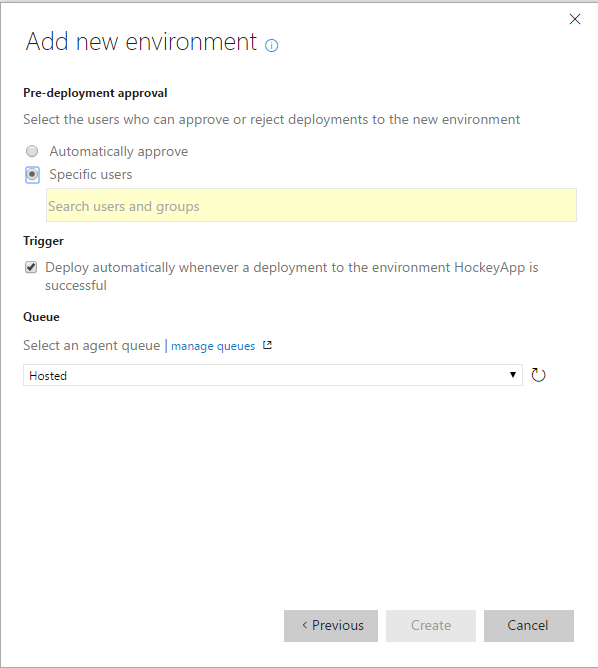 Add new environment
Pre-deployment approval
Select the users who can approve or reject deployments to the new environment
Automatically approve
Specific users
Search users and groups
Trigger
Deploy automatically whenever a deployment to the environment HockeyApp is
successful
Queue
Select an agent queue | manage queues
Hosted
< Previous
Create
Cancel